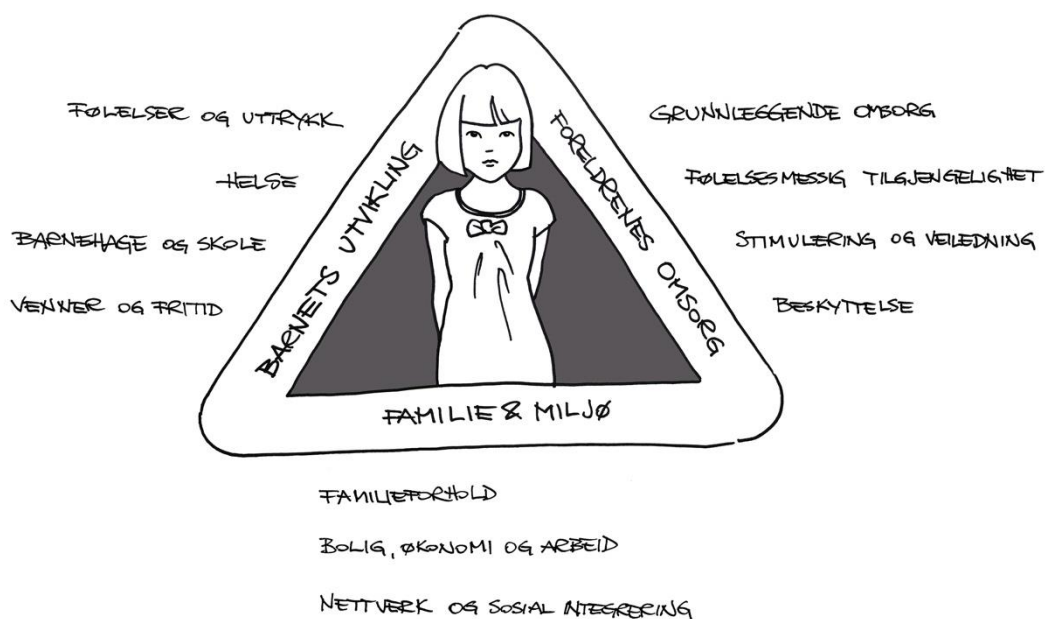 FØLELSER OG UTTRYKK
HELSE
BARNEHAGE OG SKOLE
VENNER OG FRITID
BARNETS UTVIKLING
FORELDRENES OMSORG
FAMILIE & MILJØ
GRUNNLEGGENDE OMSORG
FØLELSESMESSIG TILGJENGELIGHET
STIMULERING OG VEILEDNING
BESKYTTELSE
FAMILIEFORHOLD
BOLIG, ØKONOMI OG ARBEID
NETTVERK OG SOSIAL INTEGRERING